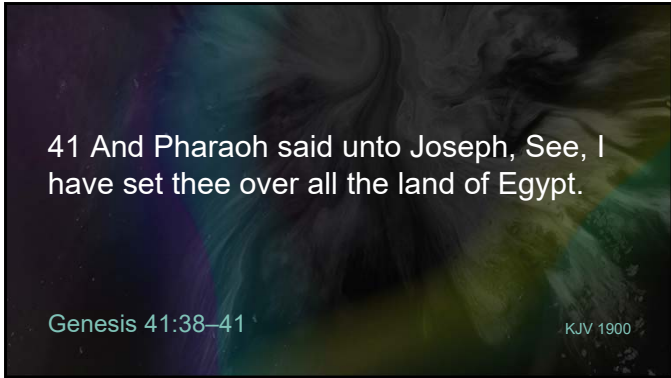 41 And Pharaoh said unto Joseph, See, I
have set thee over all the land of Egypt.
Genesis 41:38–41
KJV 1900